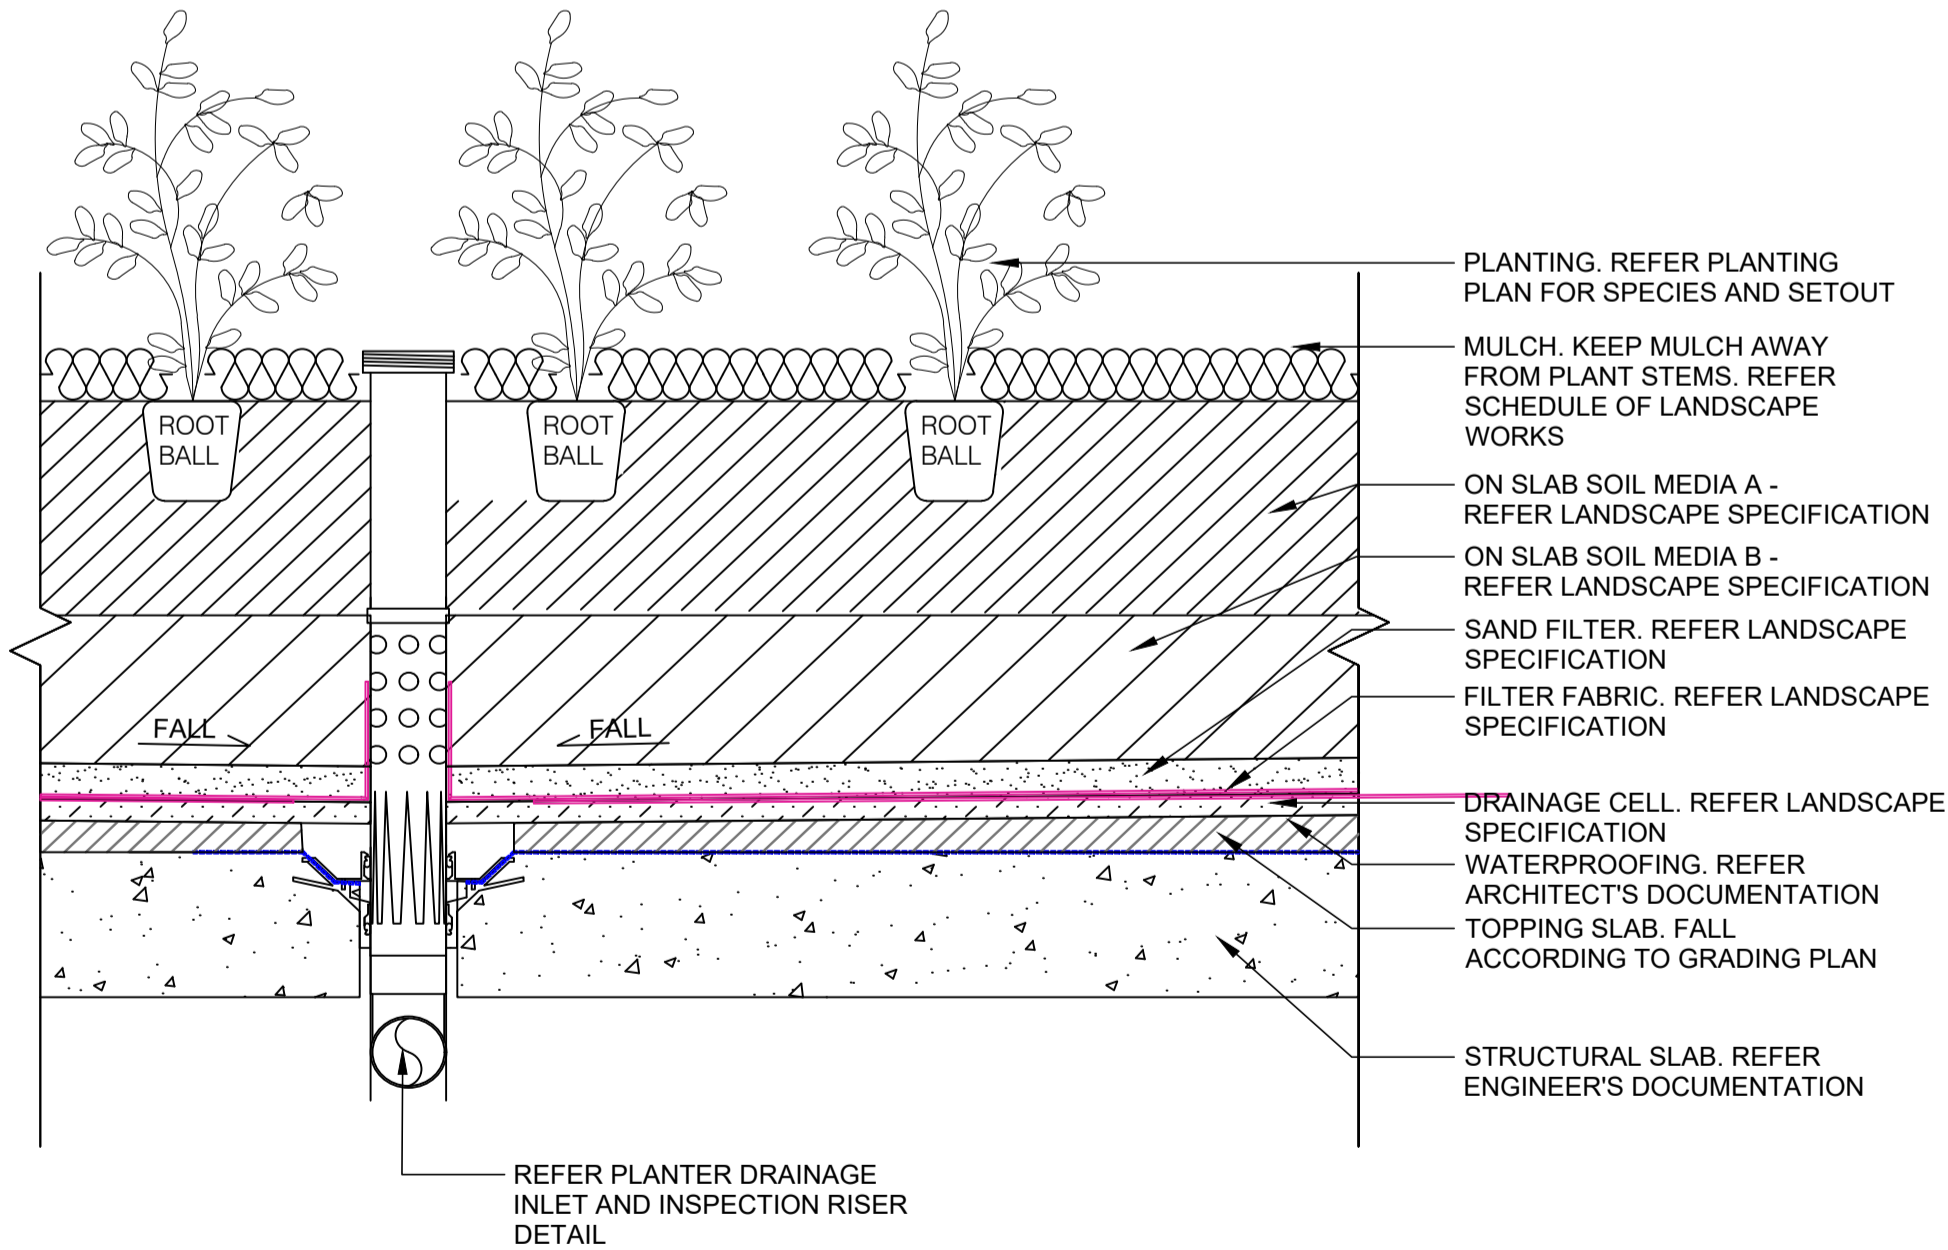 PLANTING. REFER PLANTING
PLAN FOR SPECIES AND SETOUT
MULCH. KEEP MULCH AWAY
FROM PLANT STEMS. REFER
SCHEDULE OF LANDSCAPE
WORKS
ROOT
BALL
ROOT
BALL
ROOT
BALL
ON SLAB SOIL MEDIA A -
REFER LANDSCAPE SPECIFICATION
ON SLAB SOIL MEDIA B -
REFER LANDSCAPE SPECIFICATION
SAND FILTER. REFER LANDSCAPE
SPECIFICATION
FILTER FABRIC. REFER LANDSCAPE
SPECIFICATION
FALL
FALL
DRAINAGE CELL. REFER LANDSCAPE
SPECIFICATION
WATERPROOFING. REFER
ARCHITECT'S DOCUMENTATION
TOPPING SLAB. FALL
ACCORDING TO GRADING PLAN
STRUCTURAL SLAB. REFER
ENGINEER'S DOCUMENTATION
REFER PLANTER DRAINAGE
INLET AND INSPECTION RISER
DETAIL